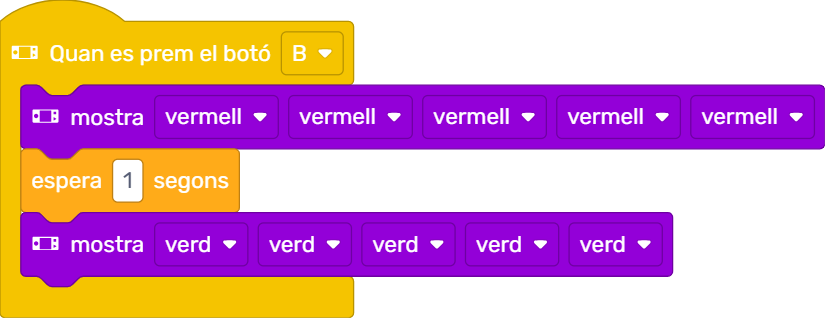 Quan es prem el botó B
mostra vermell vermell vermell vermell vermell
espera 1 segons
mostra verd verd verd verd verd